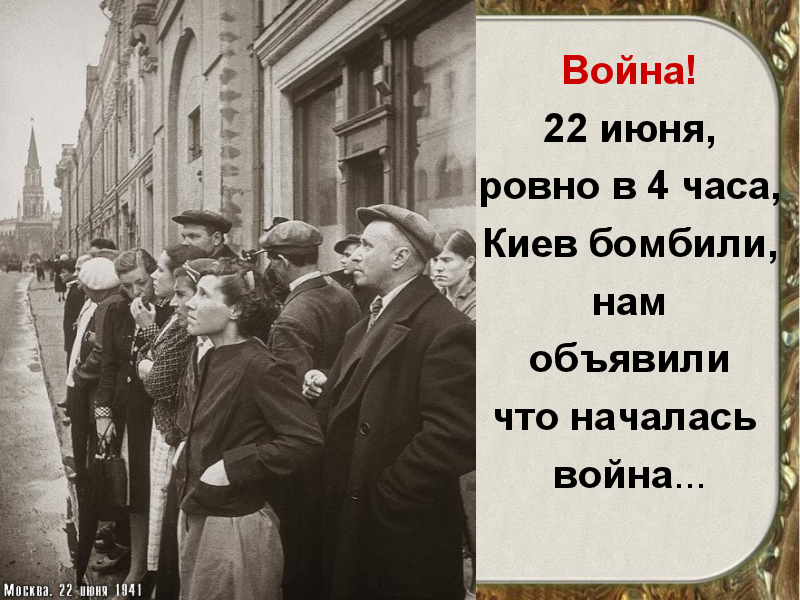 Война!
22 июня,
ровно в 4 часа,
Киев бомбили,
нам
объявили
что началась
война...
Москва. 22 июня 1941